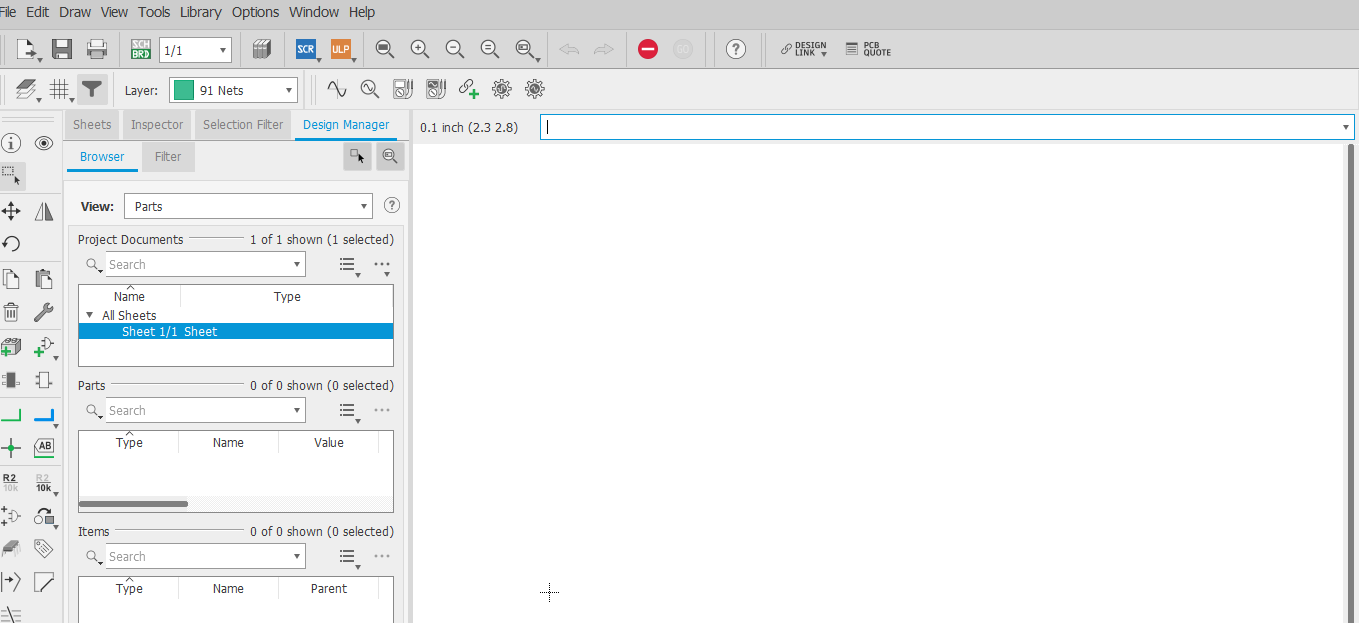 File Edit Draw View Tools Library Options Window Help
SCH BRD 1/1 SCR ULP DESIGN LINK PCB QUOTE
Layer: 91 Nets
Sheets Inspector Selection Filter Design Manager
0.1 inch (2.3 2.8)
Browser Filter
View: Parts
Project Documents 1 of 1 shown (1 selected)
Search
Name Type
All Sheets
Sheet 1/1 Sheet
Parts 0 of 0 shown (0 selected)
Search
Type Name Value
AB
R2 10k R2 10k
Items 0 of 0 shown (0 selected)
Search
Type Name Parent